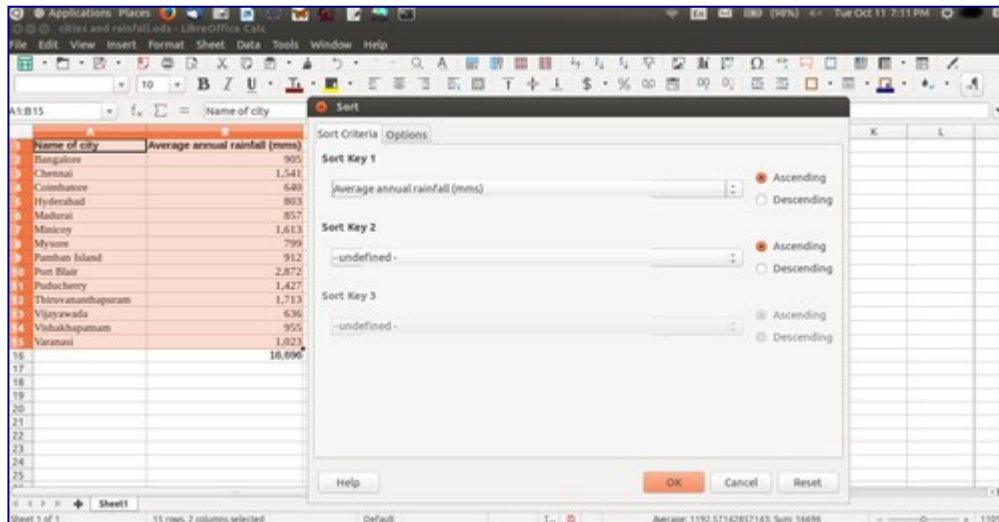 Applications Places (98%) Tue Oct 11 7:11 PM
cities and rainfall.ods - LibreOffice Calc
File Edit View Insert Format Sheet Data Tools Window Help
10
A1:B15 Name of city
Sort
Sort Criteria Options
Sort Key 1
Average annual rainfall (mms)
Ascending
Descending
Sort Key 2
- undefined -
Ascending
Descending
Sort Key 3
- undefined -
Ascending
Descending
Help OK Cancel Reset
A B K L
1 Name of city Average annual rainfall (mms)
2 Bangalore 905
3 Chennai 1,541
4 Coimbatore 640
5 Hyderabad 803
6 Madurai 857
7 Minicoy 1,613
8 Mysore 799
9 Pamban Island 912
10 Port Blair 2,872
11 Puducherry 1,427
12 Thiruvananthapuram 1,713
13 Vijayawada 636
14 Vishakhapatnam 955
15 Varanasi 1,023
16 16,696
17
18
19
20
21
22
23
24
25
Sheet1
Sheet 1 of 1 15 rows, 2 columns selected Default Average: 1192.57142857143; Sum: 16696